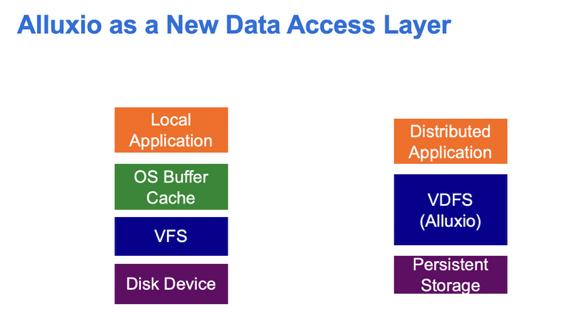 Alluxio as a New Data Access Layer
Local
Application
OS Buffer
Cache
VFS
Disk Device
Distributed
Application
VDFS
(Alluxio)
Persistent
Storage